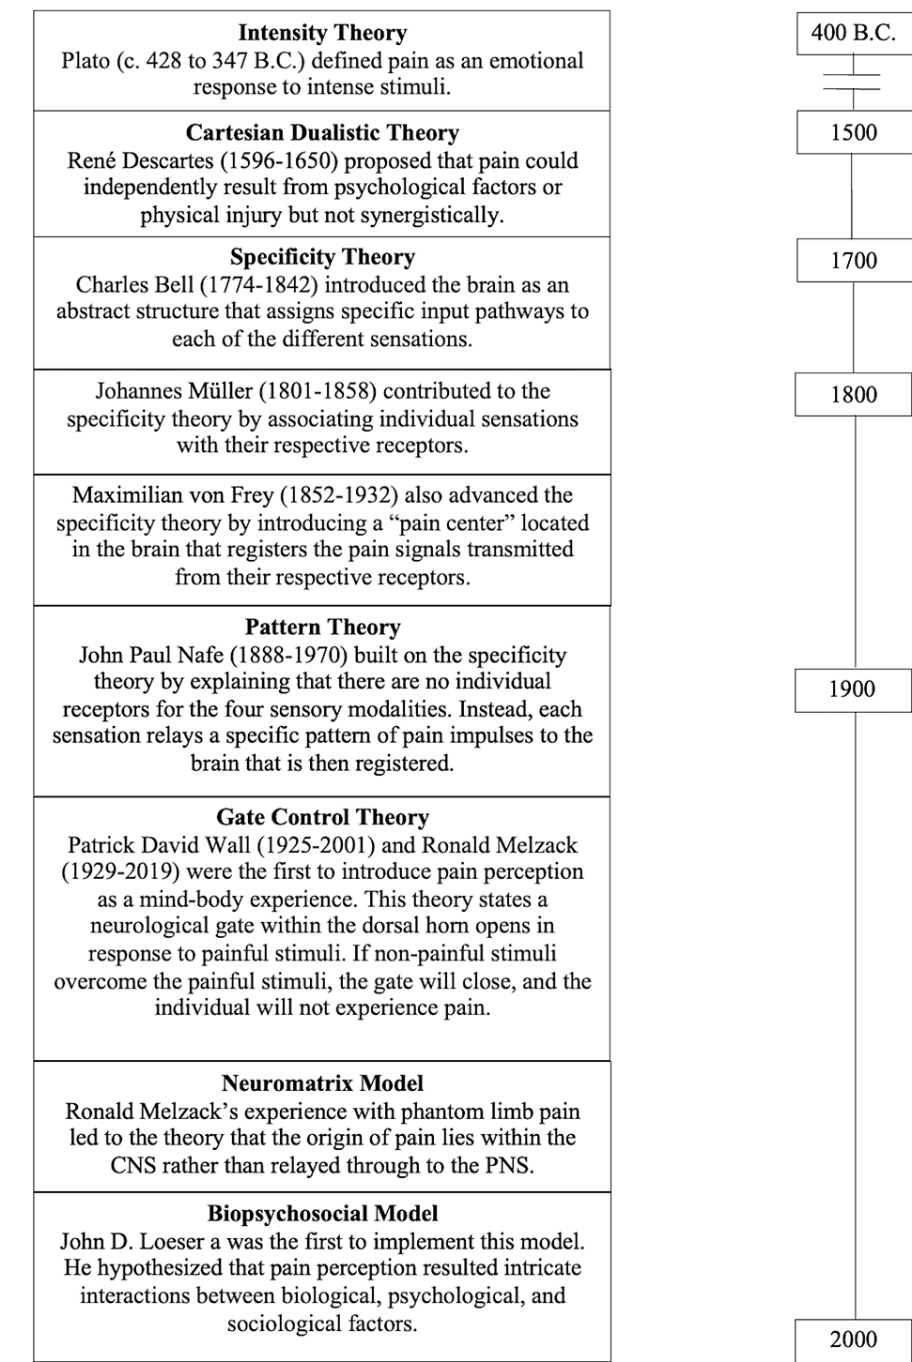 Intensity Theory
Plato (c. 428 to 347 B.C.) defined pain as an emotional
response to intense stimuli.
Cartesian Dualistic Theory
René Descartes (1596-1650) proposed that pain could
independently result from psychological factors or
physical injury but not synergistically.
Specificity Theory
Charles Bell (1774-1842) introduced the brain as an
abstract structure that assigns specific input pathways to
each of the different sensations.
Johannes Müller (1801-1858) contributed to the
specificity theory by associating individual sensations
with their respective receptors.
Maximilian von Frey (1852-1932) also advanced the
specificity theory by introducing a “pain center” located
in the brain that registers the pain signals transmitted
from their respective receptors.
Pattern Theory
John Paul Nafe (1888-1970) built on the specificity
theory by explaining that there are no individual
receptors for the four sensory modalities. Instead, each
sensation relays a specific pattern of pain impulses to the
brain that is then registered.
Gate Control Theory
Patrick David Wall (1925-2001) and Ronald Melzack
(1929-2019) were the first to introduce pain perception
as a mind-body experience. This theory states a
neurological gate within the dorsal horn opens in
response to painful stimuli. If non-painful stimuli
overcome the painful stimuli, the gate will close, and the
individual will not experience pain.
Neuromatrix Model
Ronald Melzack’s experience with phantom limb pain
led to the theory that the origin of pain lies within the
CNS rather than relayed through to the PNS.
Biopsychosocial Model
John D. Loeser a was the first to implement this model.
He hypothesized that pain perception resulted intricate
interactions between biological, psychological, and
sociological factors.
400 B.C.
1500
1700
1800
1900
2000